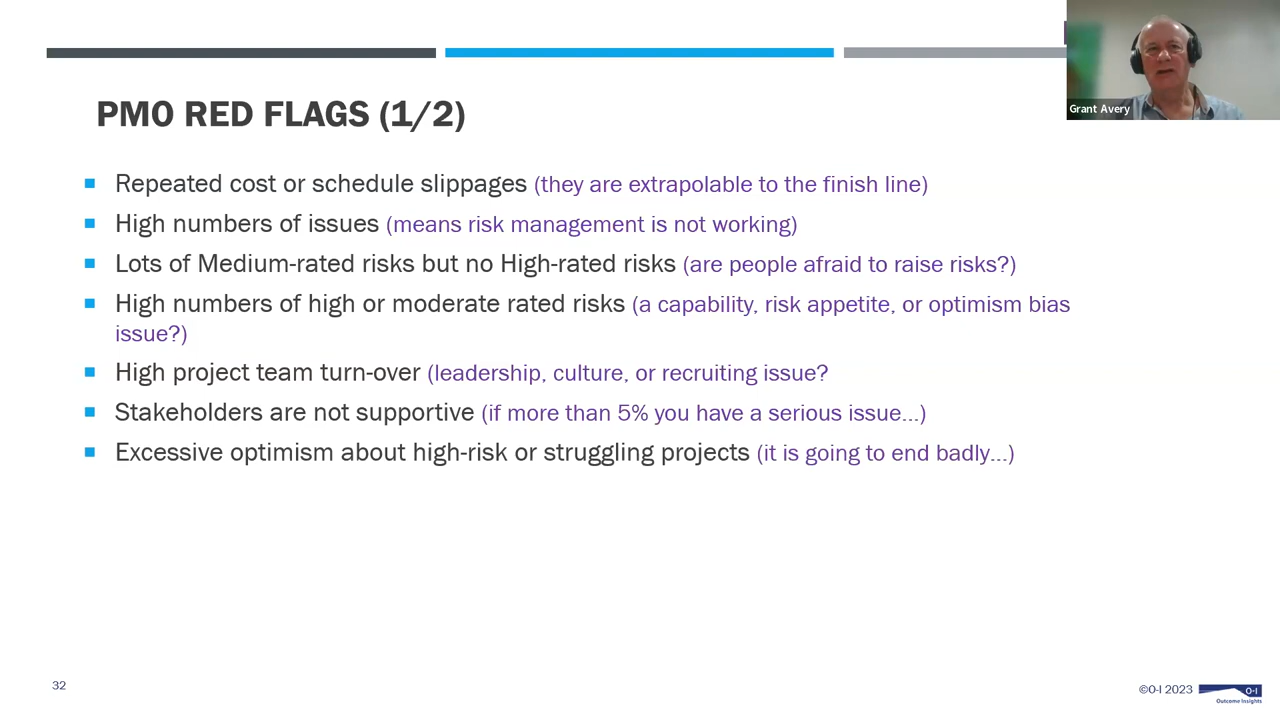 Grant Avery
PMO RED FLAGS (1/2)
Repeated cost or schedule slippages (they are extrapolable to the finish line)
High numbers of issues (means risk management is not working)
Lots of Medium-rated risks but no High-rated risks (are people afraid to raise risks?)
High numbers of high or moderate rated risks (a capability, risk appetite, or optimism bias
issue?)
High project team turn-over (leadership, culture, or recruiting issue?
Stakeholders are not supportive (if more than 5% you have a serious issue...)
Excessive optimism about high-risk or struggling projects (it is going to end badly...)
32
©O-I 2023
O-I
Outcome Insights